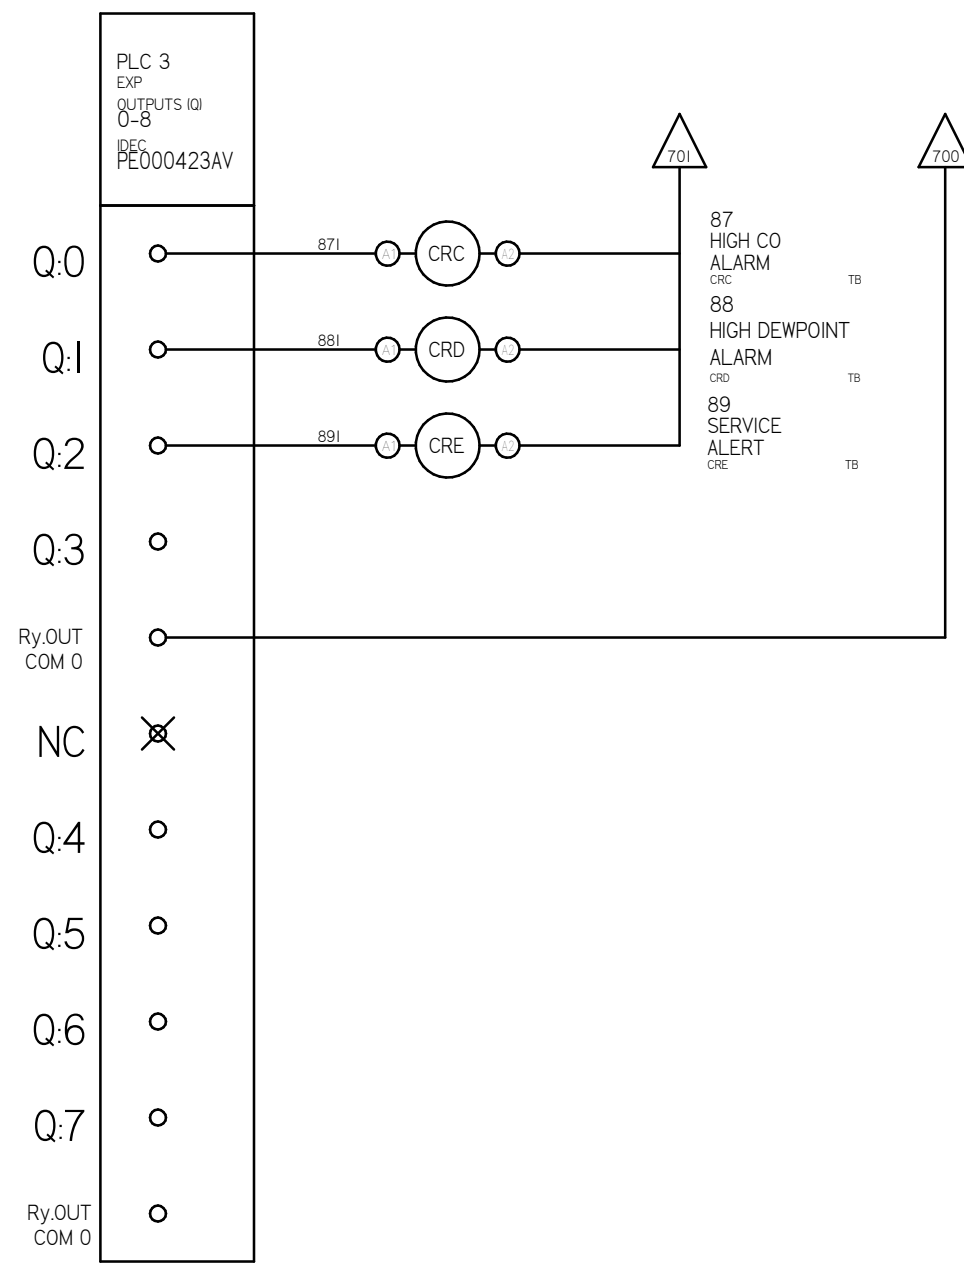 PLC 3
EXP
OUTPUTS (Q)
0-8
IDEC
PE000423AV
701
700
Q:0
871
A1
CRC
A2
87
HIGH CO
ALARM
CRC TB
Q:1
881
A1
CRD
A2
88
HIGH DEWPOINT
ALARM
CRD TB
Q:2
891
A1
CRE
A2
89
SERVICE
ALERT
CRE TB
Q:3
Ry.OUT
COM 0
NC
Q:4
Q:5
Q:6
Q:7
Ry.OUT
COM 0